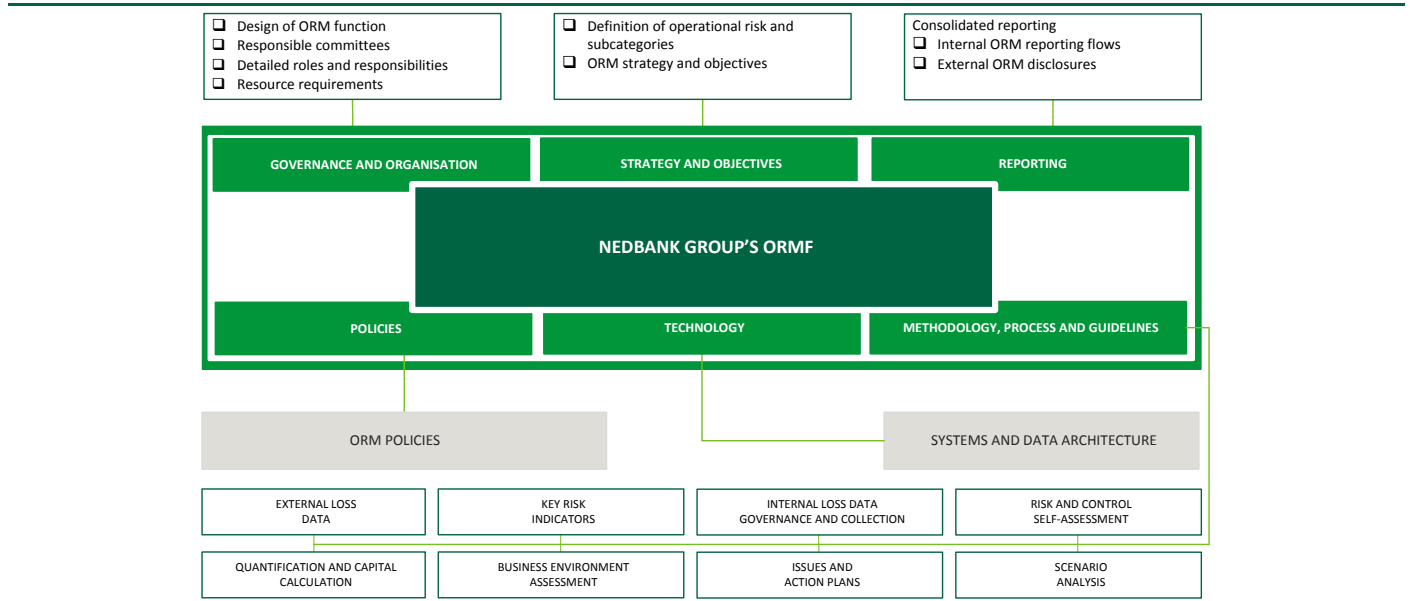 Design of ORM function
Responsible committees
Detailed roles and responsibilities
Resource requirements
Definition of operational risk and
subcategories
ORM strategy and objectives
Consolidated reporting
Internal ORM reporting flows
External ORM disclosures
GOVERNANCE AND ORGANISATION
STRATEGY AND OBJECTIVES
REPORTING
NEDBANK GROUP'S ORMF
POLICIES
TECHNOLOGY
METHODOLOGY, PROCESS AND GUIDELINES
ORM POLICIES
SYSTEMS AND DATA ARCHITECTURE
EXTERNAL LOSS
DATA
KEY RISK
INDICATORS
INTERNAL LOSS DATA
GOVERNANCE AND COLLECTION
RISK AND CONTROL
SELF-ASSESSMENT
QUANTIFICATION AND CAPITAL
CALCULATION
BUSINESS ENVIRONMENT
ASSESSMENT
ISSUES AND
ACTION PLANS
SCENARIO
ANALYSIS